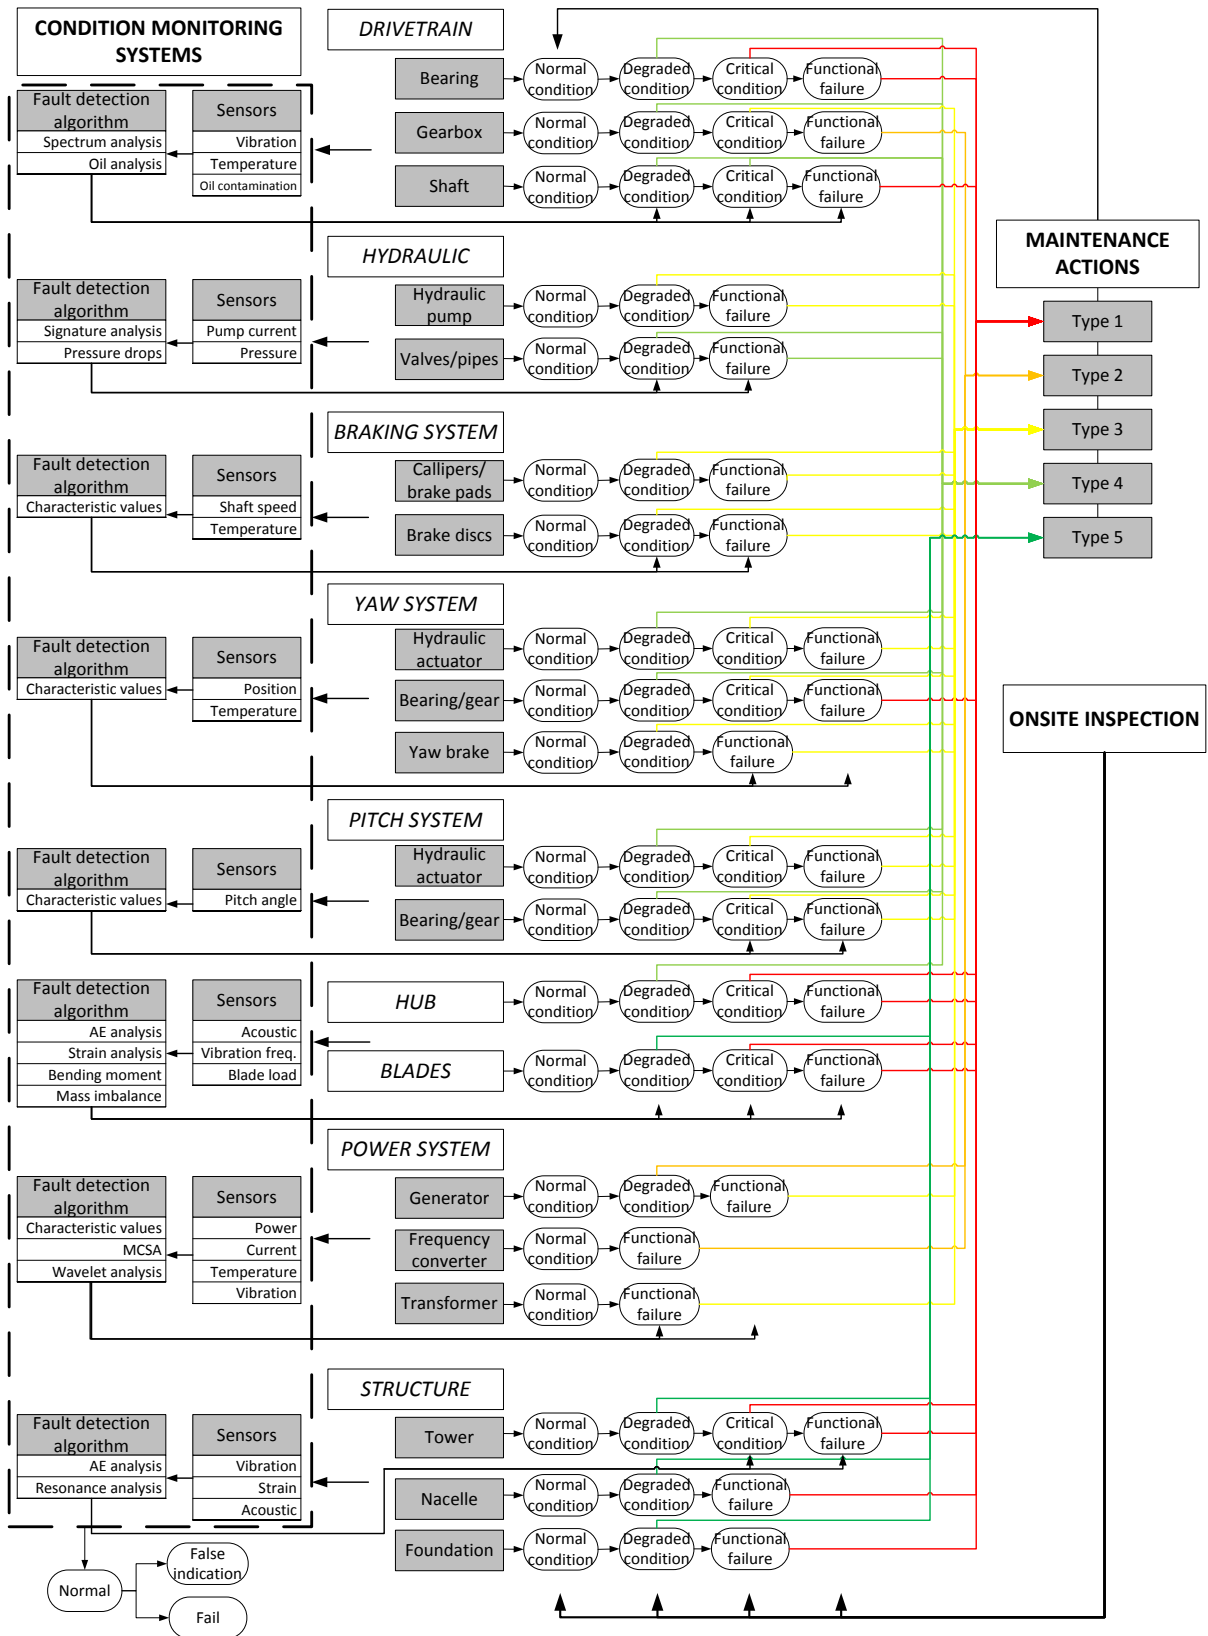 CONDITION MONITORING
SYSTEMS
Fault detection
algorithm
Spectrum analysis
Oil analysis
Sensors
Vibration
Temperature
Oil contamination
DRIVETRAIN
Bearing
Normal
condition
Degraded
condition
Critical
condition
Functional
failure
Gearbox
Normal
condition
Degraded
condition
Critical
condition
Functional
failure
Shaft
Normal
condition
Degraded
condition
Critical
condition
Functional
failure
Fault detection
algorithm
Signature analysis
Pressure drops
Sensors
Pump current
Pressure
HYDRAULIC
Hydraulic
pump
Normal
condition
Degraded
condition
Functional
failure
Valves/pipes
Normal
condition
Degraded
condition
Functional
failure
Fault detection
algorithm
Characteristic values
Sensors
Shaft speed
Temperature
BRAKING SYSTEM
Callipers/
brake pads
Normal
condition
Degraded
condition
Functional
failure
Brake discs
Normal
condition
Degraded
condition
Functional
failure
Fault detection
algorithm
Characteristic values
Sensors
Position
Temperature
YAW SYSTEM
Hydraulic
actuator
Normal
condition
Degraded
condition
Critical
condition
Functional
failure
Bearing/gear
Normal
condition
Degraded
condition
Critical
condition
Functional
failure
Yaw brake
Normal
condition
Degraded
condition
Functional
failure
Fault detection
algorithm
Characteristic values
Sensors
Pitch angle
PITCH SYSTEM
Hydraulic
actuator
Normal
condition
Degraded
condition
Critical
condition
Functional
failure
Bearing/gear
Normal
condition
Degraded
condition
Critical
condition
Functional
failure
Fault detection
algorithm
AE analysis
Strain analysis
Bending moment
Mass imbalance
Sensors
Acoustic
Vibration freq.
Blade load
HUB
Normal
condition
Degraded
condition
Critical
condition
Functional
failure
BLADES
Normal
condition
Degraded
condition
Critical
condition
Functional
failure
Fault detection
algorithm
Characteristic values
MCSA
Wavelet analysis
Sensors
Power
Current
Temperature
Vibration
POWER SYSTEM
Generator
Normal
condition
Degraded
condition
Functional
failure
Frequency
converter
Normal
condition
Functional
failure
Transformer
Normal
condition
Functional
failure
Fault detection
algorithm
AE analysis
Resonance analysis
Sensors
Vibration
Strain
Acoustic
STRUCTURE
Tower
Normal
condition
Degraded
condition
Critical
condition
Functional
failure
Nacelle
Normal
condition
Degraded
condition
Functional
failure
Foundation
Normal
condition
Degraded
condition
Functional
failure
Normal
False
indication
Fail
MAINTENANCE
ACTIONS
Type 1
Type 2
Type 3
Type 4
Type 5
ONSITE INSPECTION